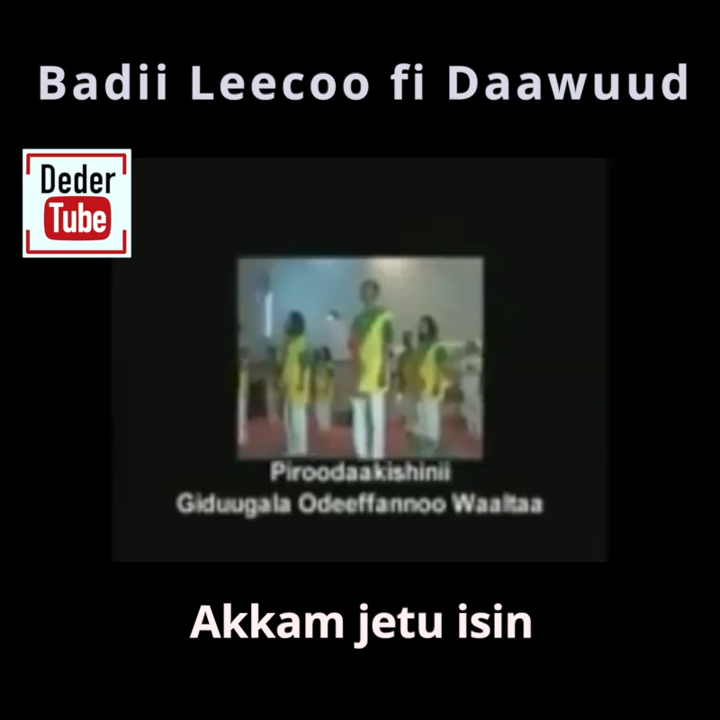 Badii Leecoo fi Daawuud
Deder
Tube
Piroodaakishinii
Giduugala Odeeffannoo Waaltaa
Akkam jetu isin